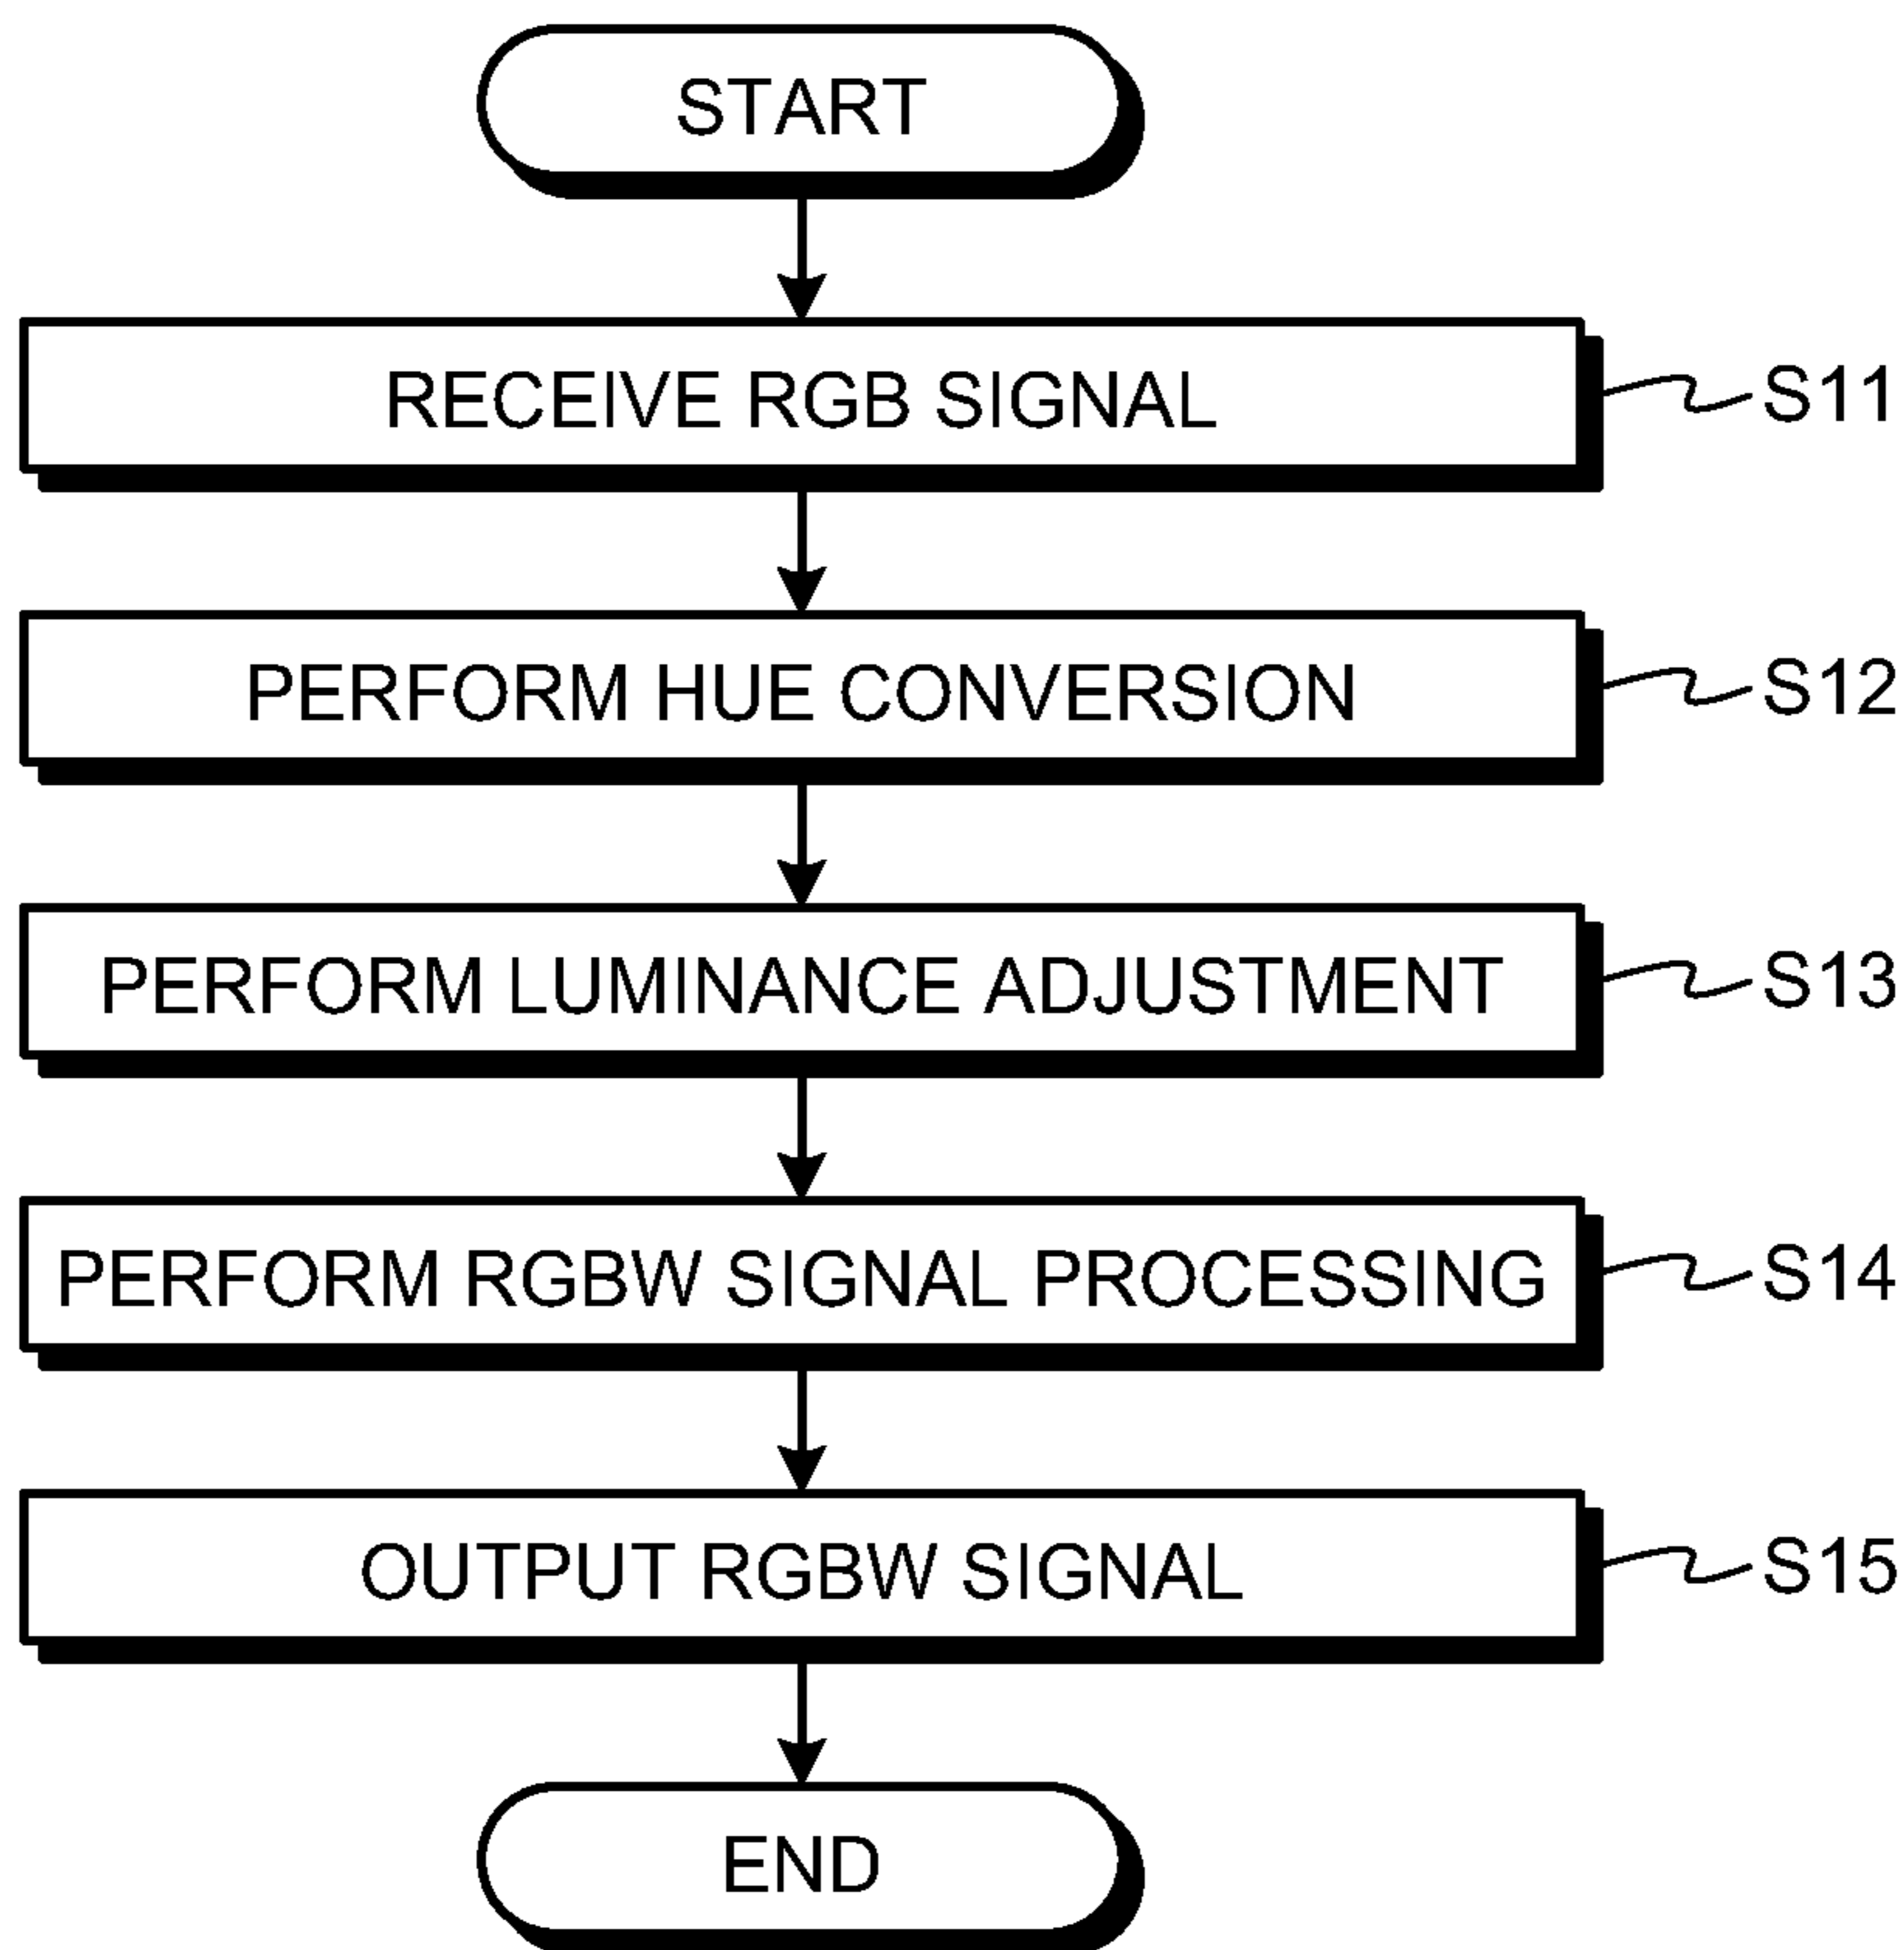 START
RECEIVE RGB SIGNAL
S11
PERFORM HUE CONVERSION
S12
PERFORM LUMINANCE ADJUSTMENT
S13
PERFORM RGBW SIGNAL PROCESSING
S14
OUTPUT RGBW SIGNAL
S15
END